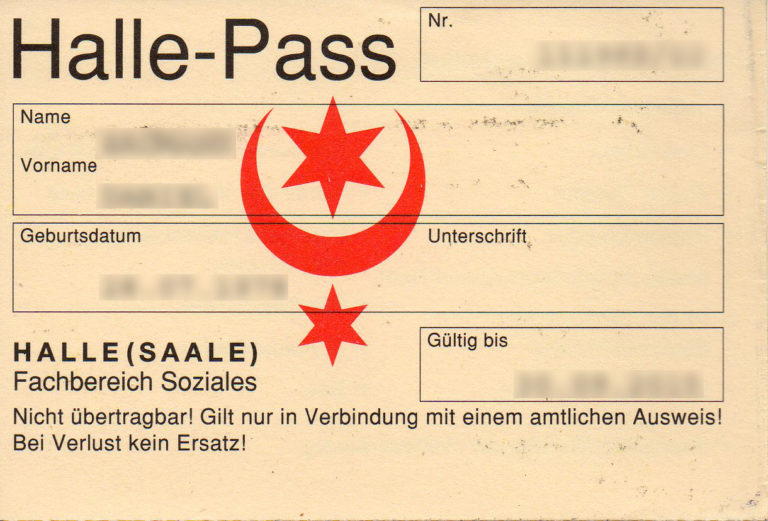 Halle-Pass
Nr.
Name
Vorname
Geburtsdatum
Unterschrift
HALLE (SAALE)
Fachbereich Soziales
Gültig bis
Nicht übertragbar! Gilt nur in Verbindung mit einem amtlichen Ausweis!
Bei Verlust kein Ersatz!